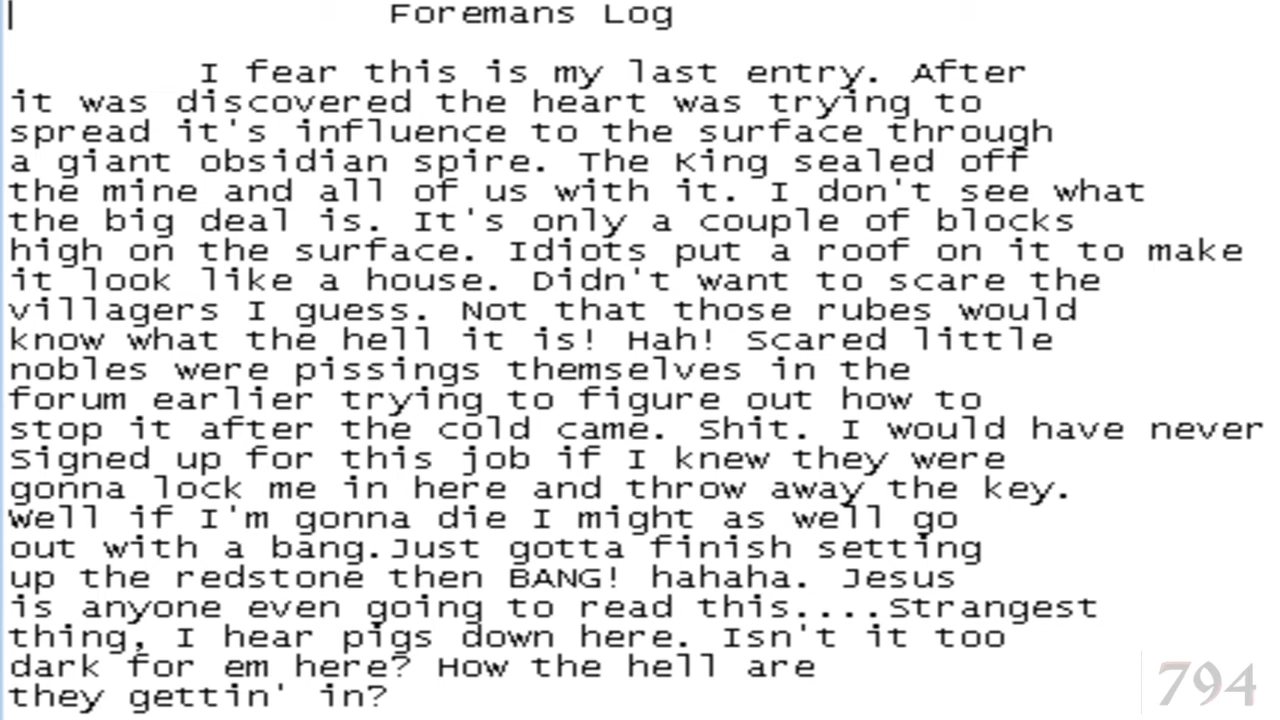 Foremans Log
I fear this is my last entry. After
it was discovered the heart was trying to
spread it's influence to the surface through
a giant obsidian spire. The King sealed off
the mine and all of us with it. I don't see what
the big deal is. It's only a couple of blocks
high on the surface. Idiots put a roof on it to make
it look like a house. Didn't want to scare the
villagers I guess. Not that those rubes would
know what the hell it is! Hah! Scared little
nobles were pissings themselves in the
forum earlier trying to figure out how to
stop it after the cold came. Shit. I would have never
Signed up for this job if I knew they were
gonna lock me in here and throw away the key.
Well if I'm gonna die I might as well go
out with a bang.Just gotta finish setting
up the redstone then BANG! hahaha. Jesus
is anyone even going to read this....Strangest
thing, I hear pigs down here. Isn't it too
dark for em here? How the hell are
they gettin' in?
794